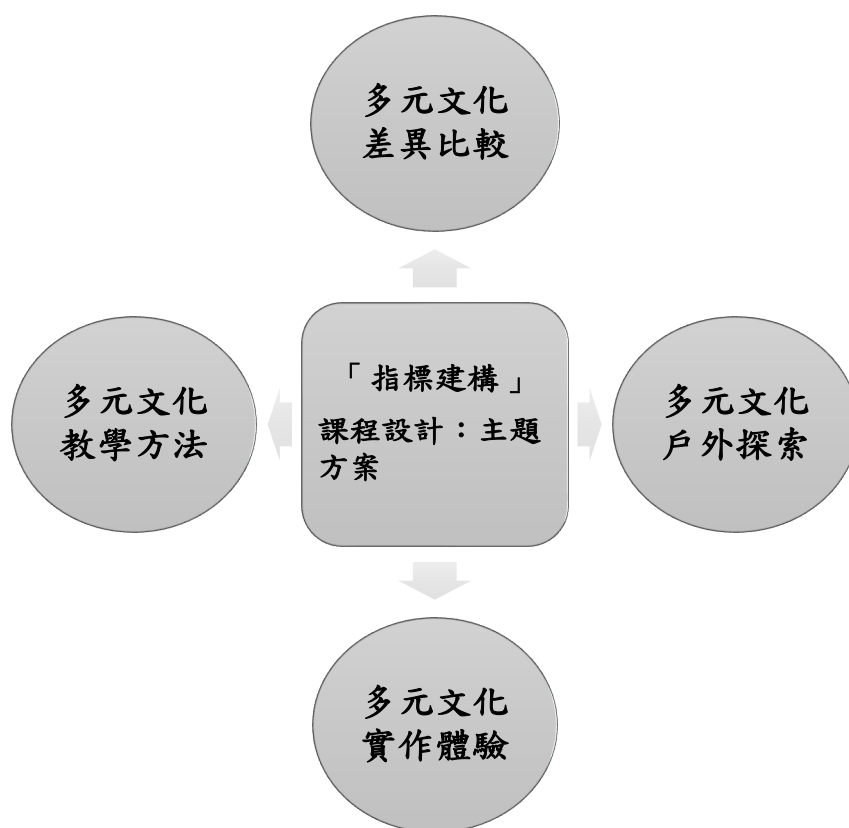 多元文化
差異比較
多元文化
教學方法
「指標建構」
課程設計：主題
方案
多元文化
戶外探索
多元文化
實作體驗